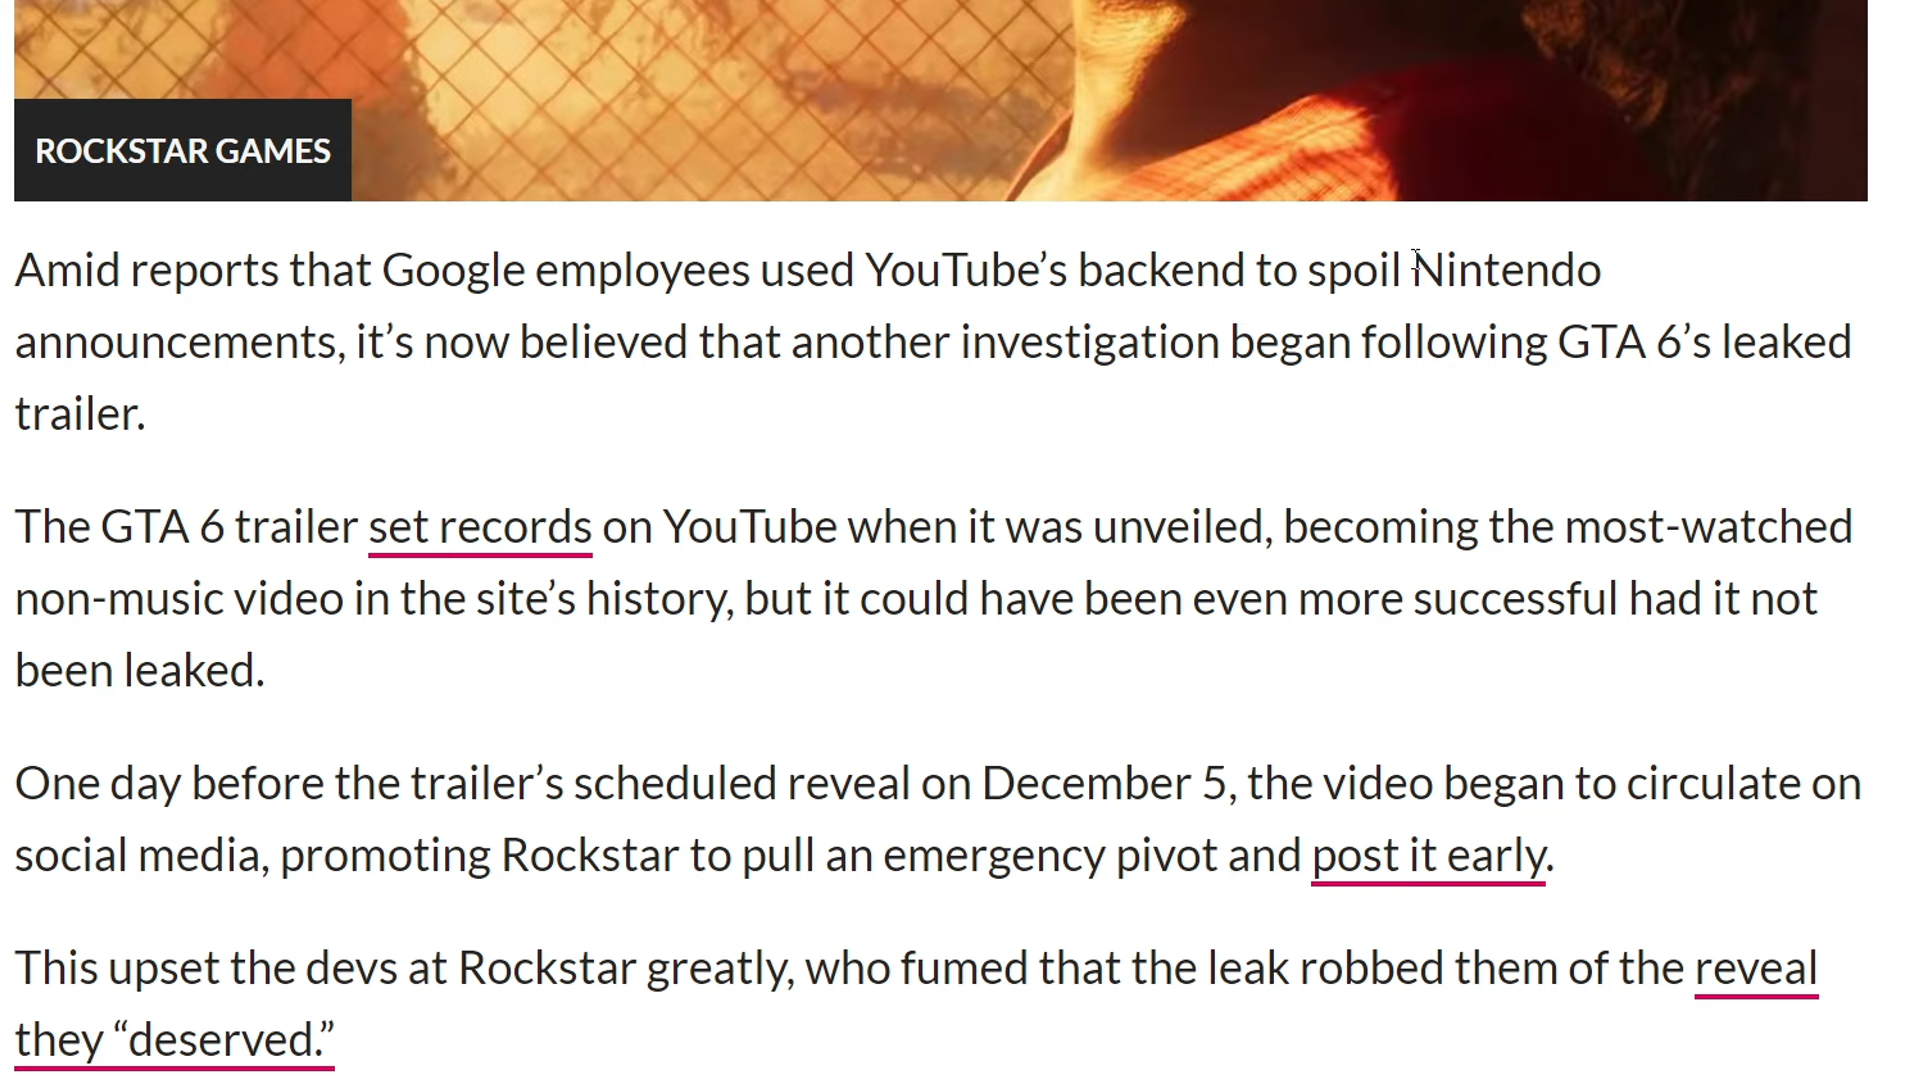 ROCKSTAR GAMES
Amid reports that Google employees used YouTube’s backend to spoil Nintendo
announcements, it’s now believed that another investigation began following GTA 6’s leaked
trailer.
The GTA 6 trailer set records on YouTube when it was unveiled, becoming the most-watched
non-music video in the site’s history, but it could have been even more successful had it not
been leaked.
One day before the trailer’s scheduled reveal on December 5, the video began to circulate on
social media, promoting Rockstar to pull an emergency pivot and post it early.
This upset the devs at Rockstar greatly, who fumed that the leak robbed them of the reveal
they “deserved.”